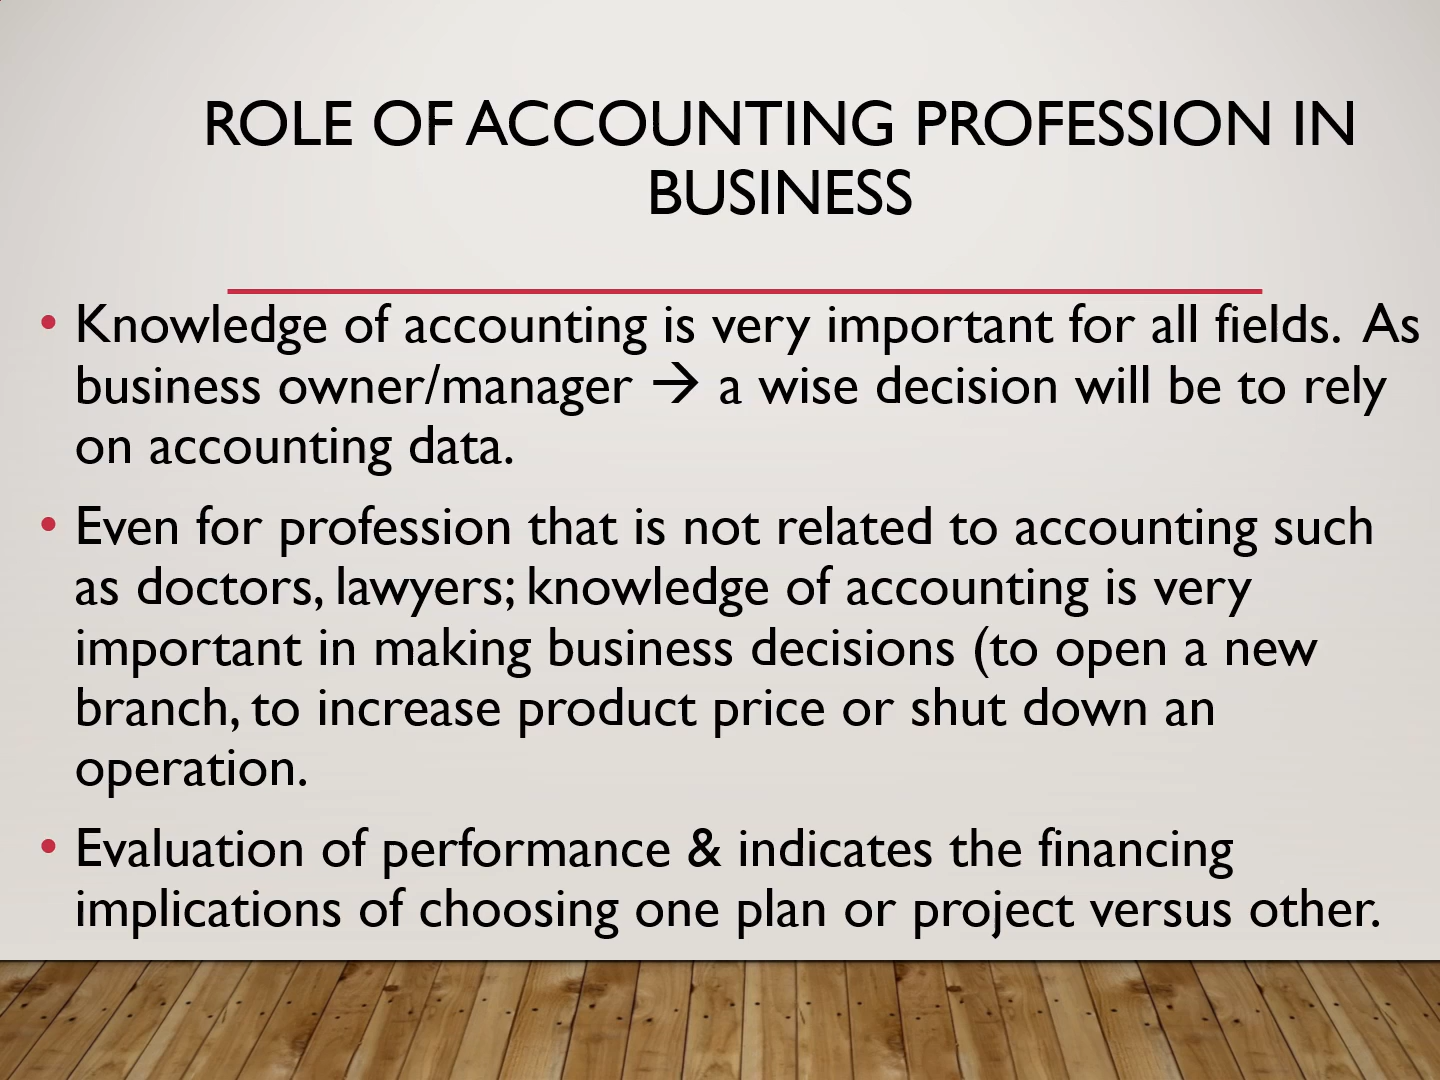 ROLE OF ACCOUNTING PROFESSION IN
BUSINESS
• Knowledge of accounting is very important for all fields.  As
business owner/manager → a wise decision will be to rely
on accounting data.
• Even for profession that is not related to accounting such
as doctors, lawyers; knowledge of accounting is very
important in making business decisions (to open a new
branch, to increase product price or shut down an
operation.
• Evaluation of performance & indicates the financing
implications of choosing one plan or project versus other.